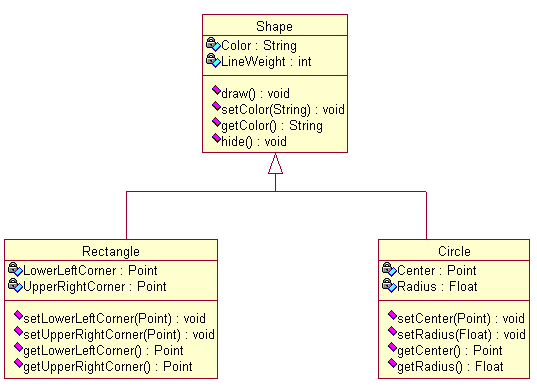 Shape
Color : String
LineWeight : int
draw() : void
setColor(String) : void
getColor() : String
hide() : void
Rectangle
LowerLeftCorner : Point
UpperRightCorner : Point
setLowerLeftCorner(Point) : void
setUpperRightCorner(Point) : void
getLowerLeftCorner() : Point
getUpperRightCorner() : Point
Circle
Center : Point
Radius : Float
setCenter(Point) : void
setRadius(Float) : void
getCenter() : Point
getRadius() : Float